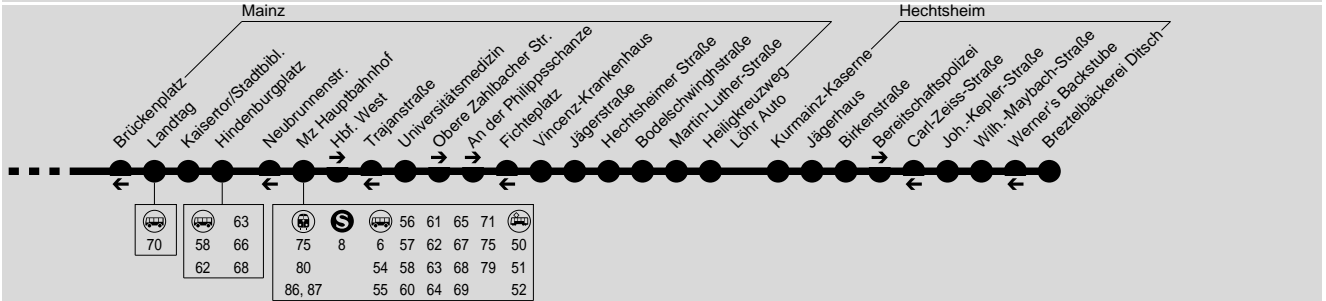 Mainz
Hechtsheim
Brückenplatz
Landtag
Kaisertor/Stadtbibl.
Hindenburgplatz
Neubrunnenstr.
Mz Hauptbahnhof
Hbf. West
Trajanstraße
Universitätsmedizin
Obere Zahlbacher Str.
An der Philippsschanze
Fichteplatz
Vincenz-Krankenhaus
Jägerstraße
Hechtsheimer Straße
Bodelschwinghstraße
Martin-Luther-Straße
Heiligkreuzweg
Löhr Auto
Kurmainz-Kaserne
Jägerhaus
Birkenstraße
Bereitschaftspolizei
Carl-Zeiss-Straße
Joh.-Kepler-Straße
Wilh.-Maybach-Straße
Werner's Backstube
Breztelbäckerei Ditsch
70
63
58 66
62 68
S 56 61 65 71
75 8 6 57 62 67 75 50
80 54 58 63 68 79 51
86, 87 55 60 64 69 52